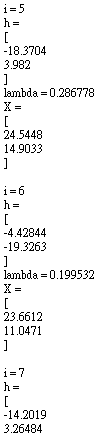 i = 5
h =
[
-18.3704
3.982
]
lambda = 0.286778
X =
[
24.5448
14.9033
]
i = 6
h =
[
-4.42844
-19.3263
]
lambda = 0.199532
X =
[
23.6612
11.0471
]
i = 7
h =
[
-14.2019
3.26484